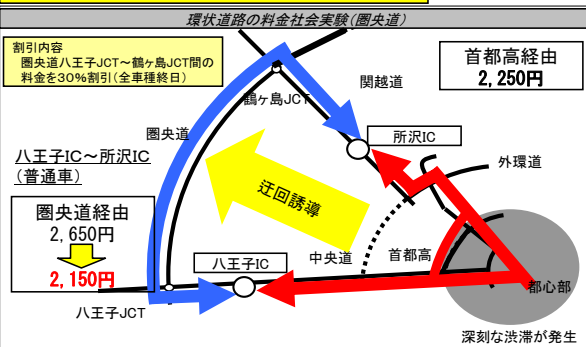 環状道路の料金社会実験(圏央道)
割引内容
圏央道八王子JCT～鶴ヶ島JCT間の
料金を30%割引(全車種終日)
首都高経由
2,250円
関越道
鶴ヶ島JCT
圏央道
所沢IC
外環道
八王子IC～所沢IC
(普通車)
迂回誘導
圏央道経由
2,650円
2,150円
中央道
首都高
八王子IC
都心部
八王子JCT
深刻な渋滞が発生